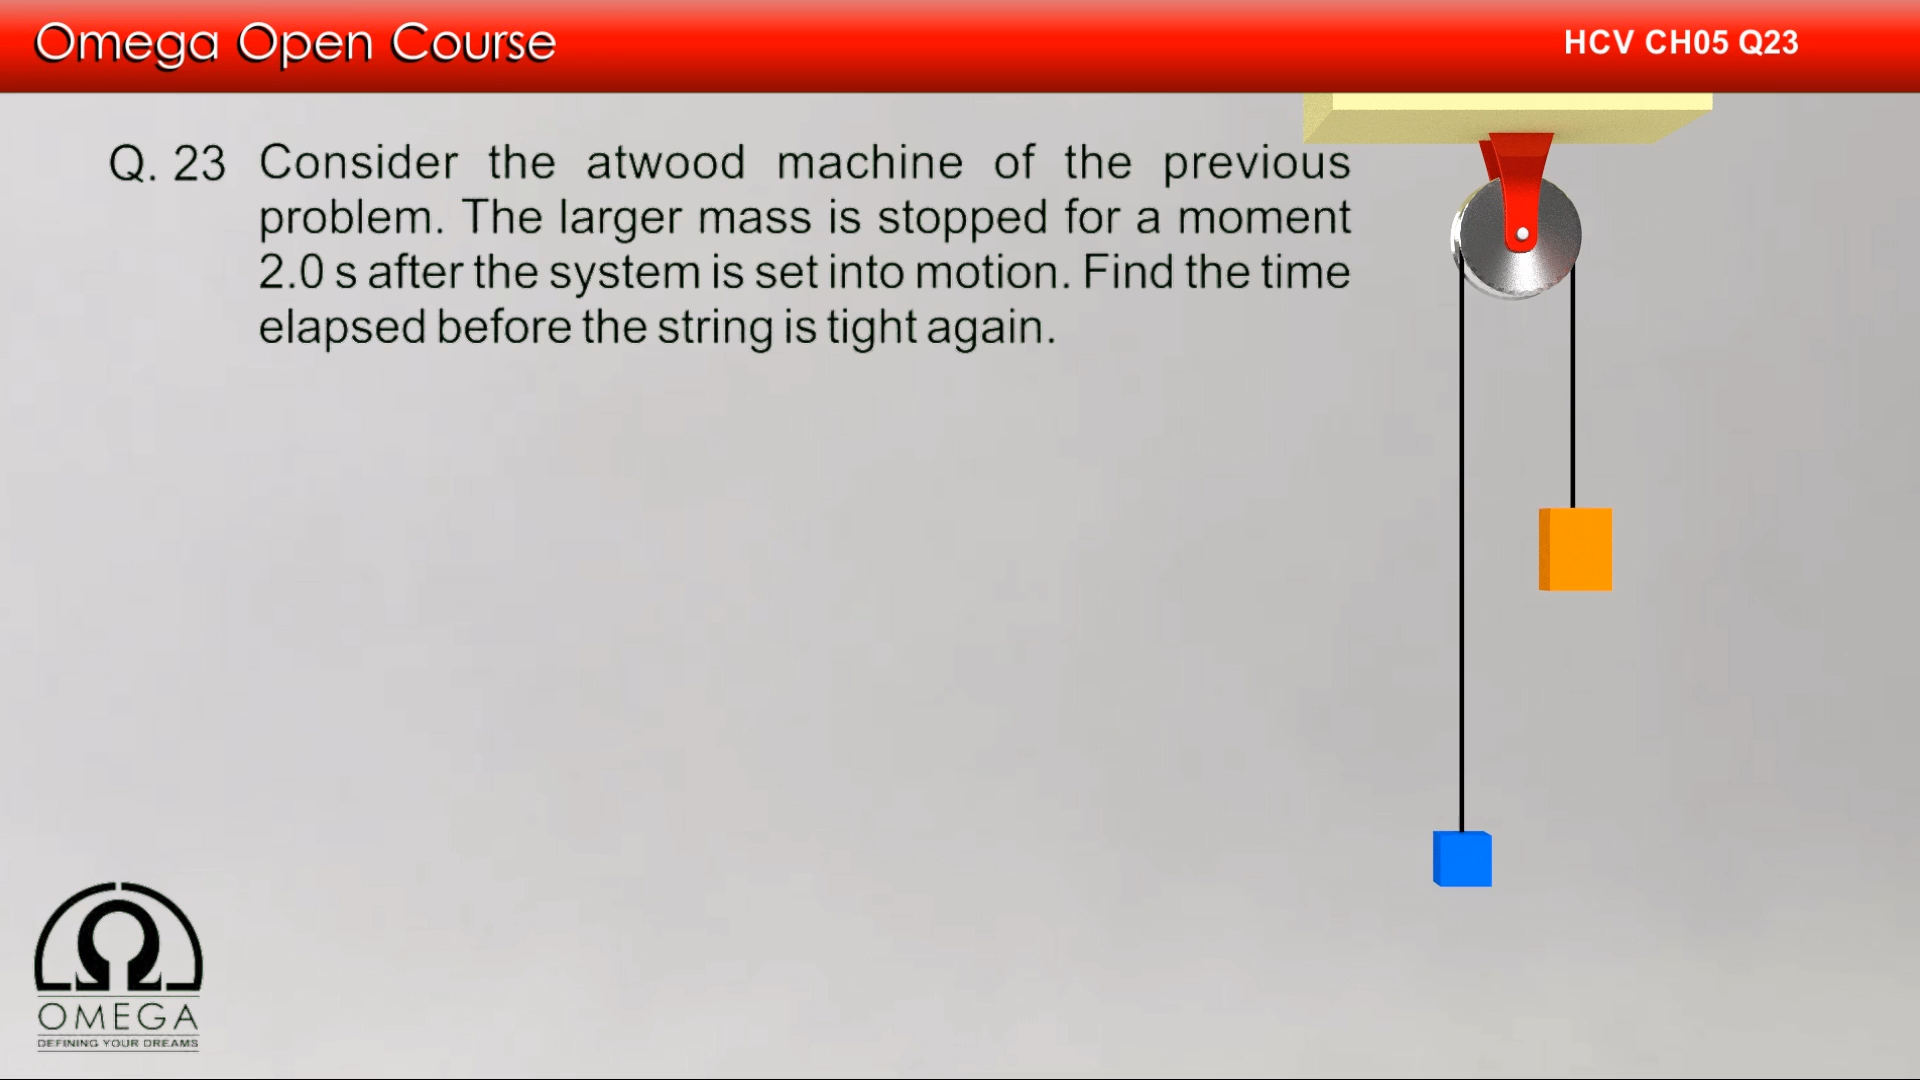 Omega Open Course
HCV CH05 Q23
Q. 23 Consider the atwood machine of the previous
problem. The larger mass is stopped for a moment
2.0 s after the system is set into motion. Find the time
elapsed before the string is tight again.
OMEGA
DEFINING YOUR DREAMS